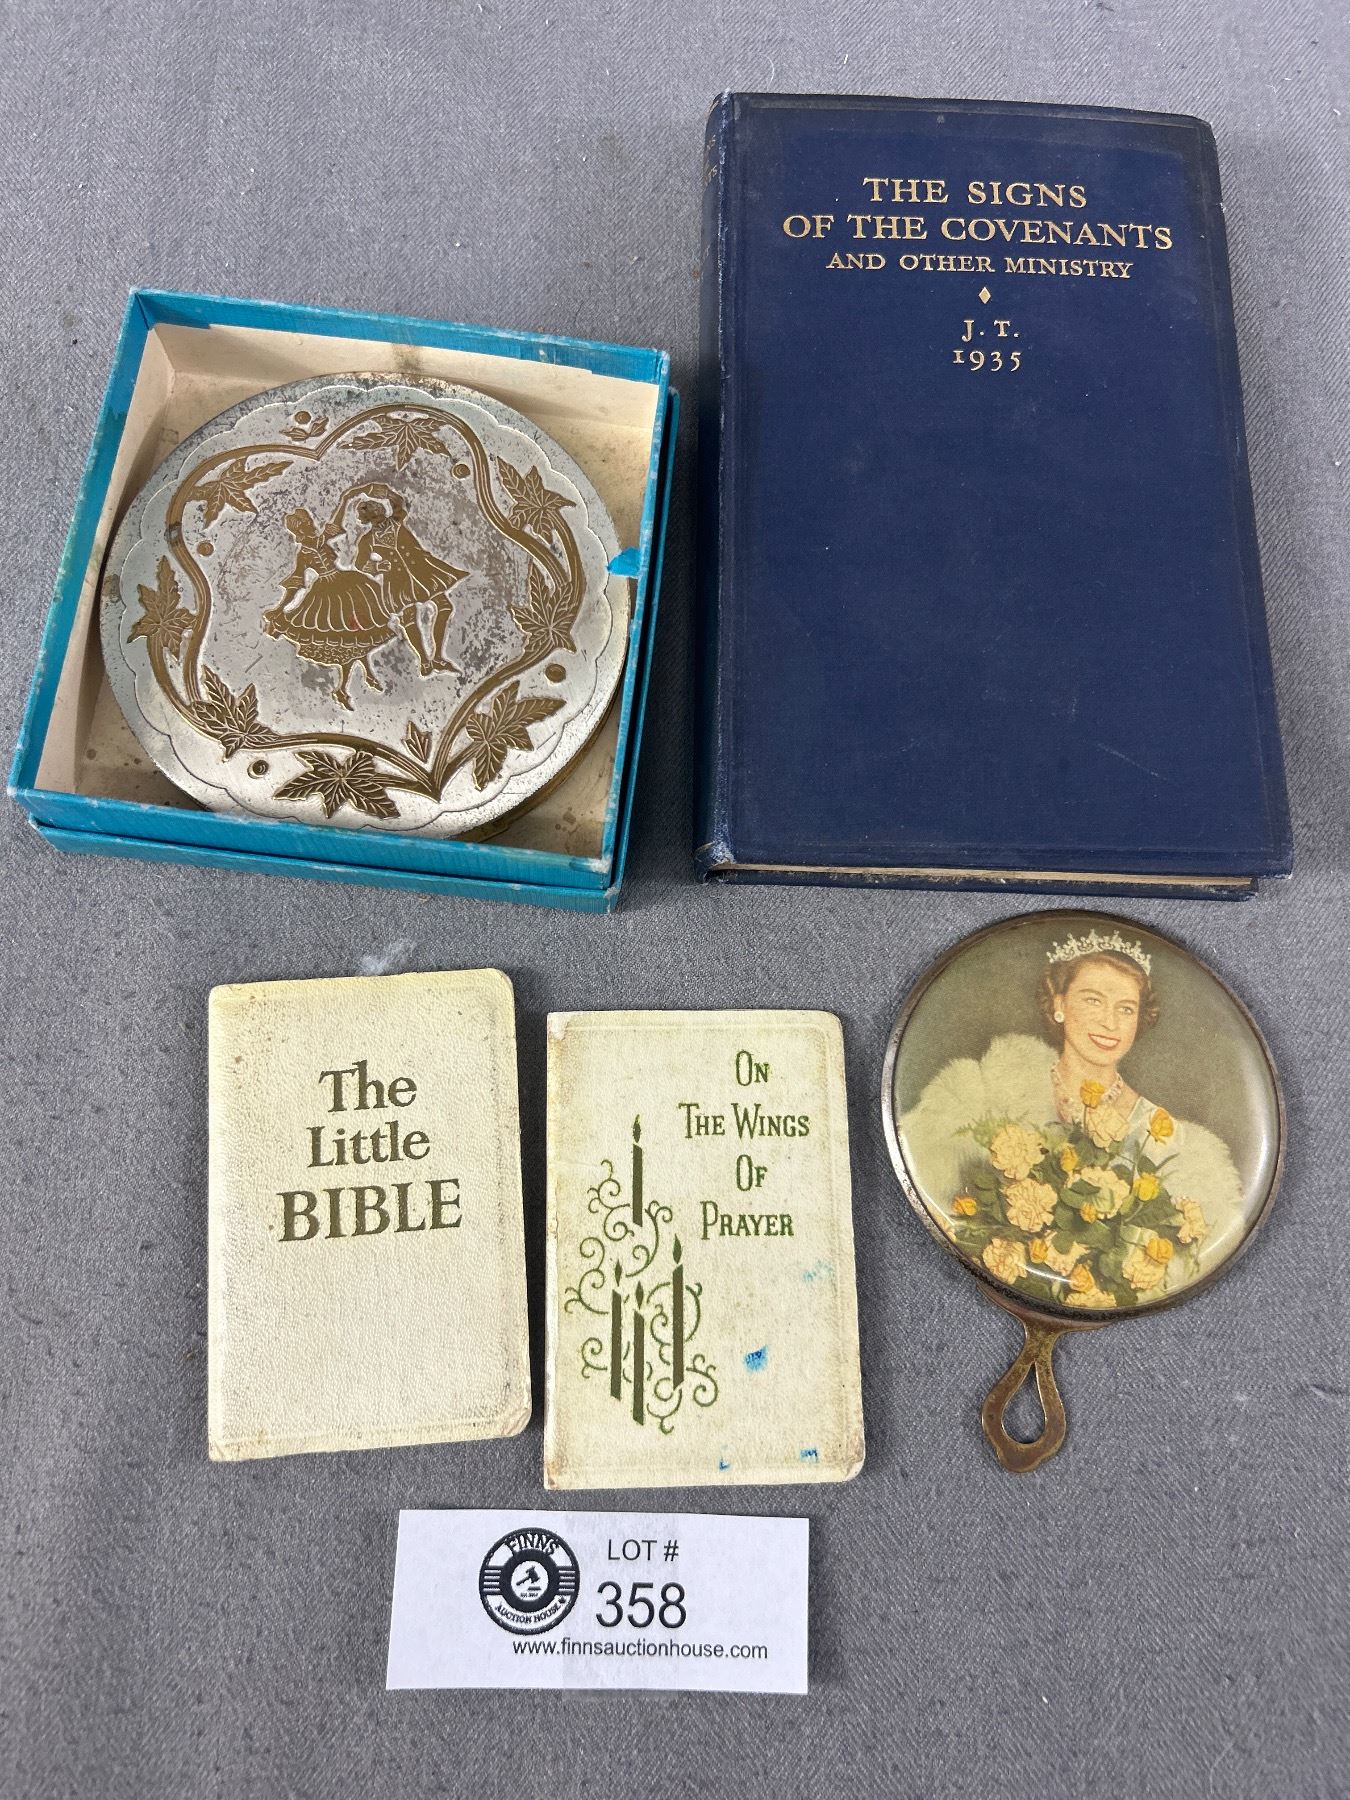 THE SIGNS
OF THE COVENANTS
AND OTHER MINISTRY
J. T.
1935
The
Little
BIBLE
ON
THE WINGS
OF
PRAYER
FINNS
AUCTION HOUSE
LOT #
358
www.finnsauctionhouse.com